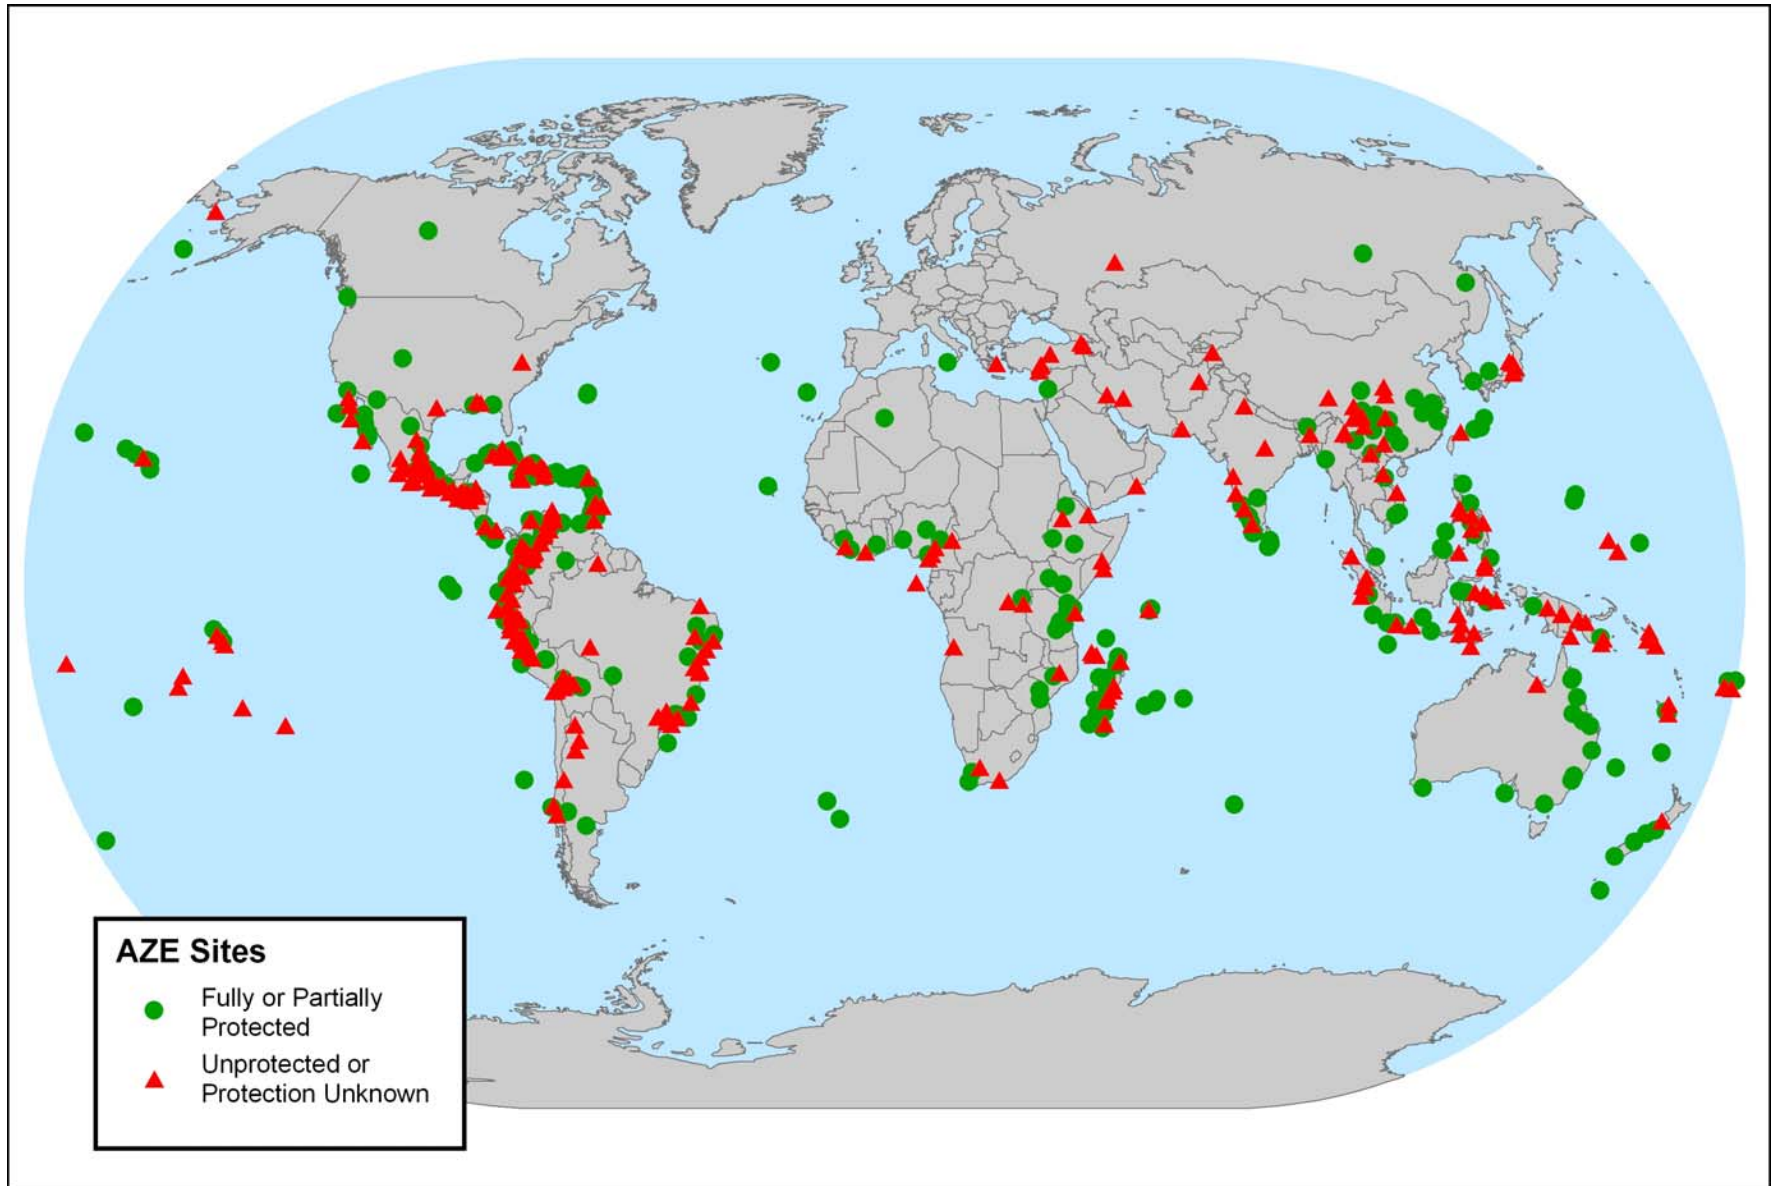 AZE Sites
Fully or Partially
Protected
Unprotected or
Protection Unknown